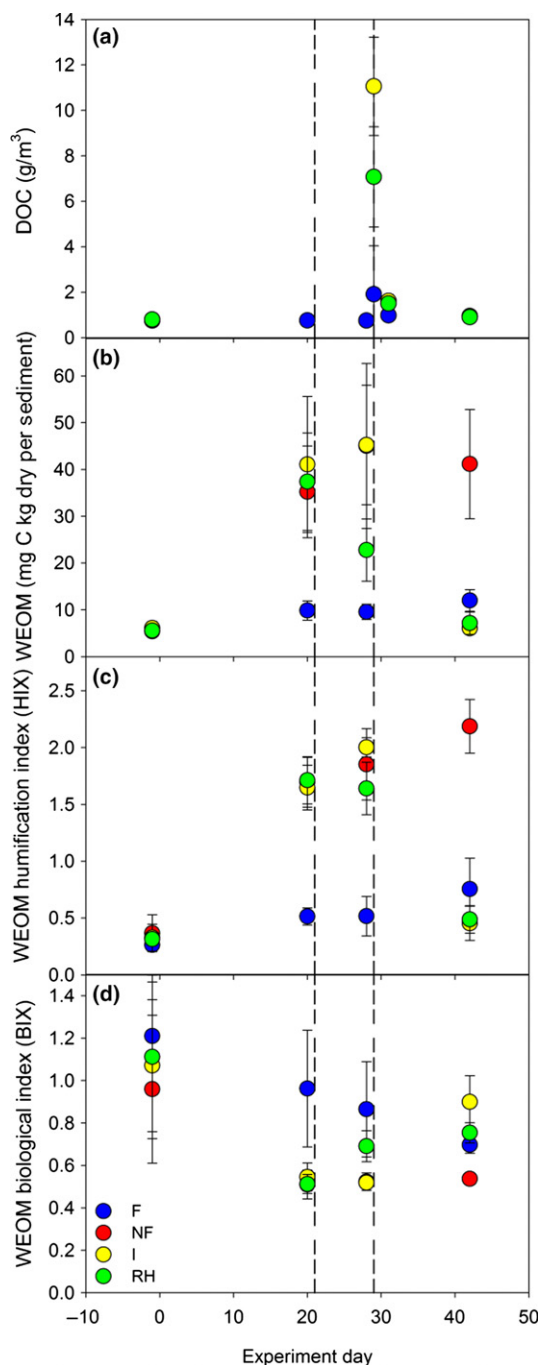 (a)
14
12
10
8
6
4
2
0
DOC (g/m³)
(b)
60
50
40
30
20
10
0
WEOM (mg C kg dry per sediment)
(c)
2.5
2.0
1.5
1.0
0.5
0.0
WEOM humification index (HIX)
(d)
1.4
1.2
1.0
0.8
0.6
0.4
0.2
0.0
WEOM biological index (BIX)
F
NF
I
RH
–10 0 10 20 30 40 50
Experiment day